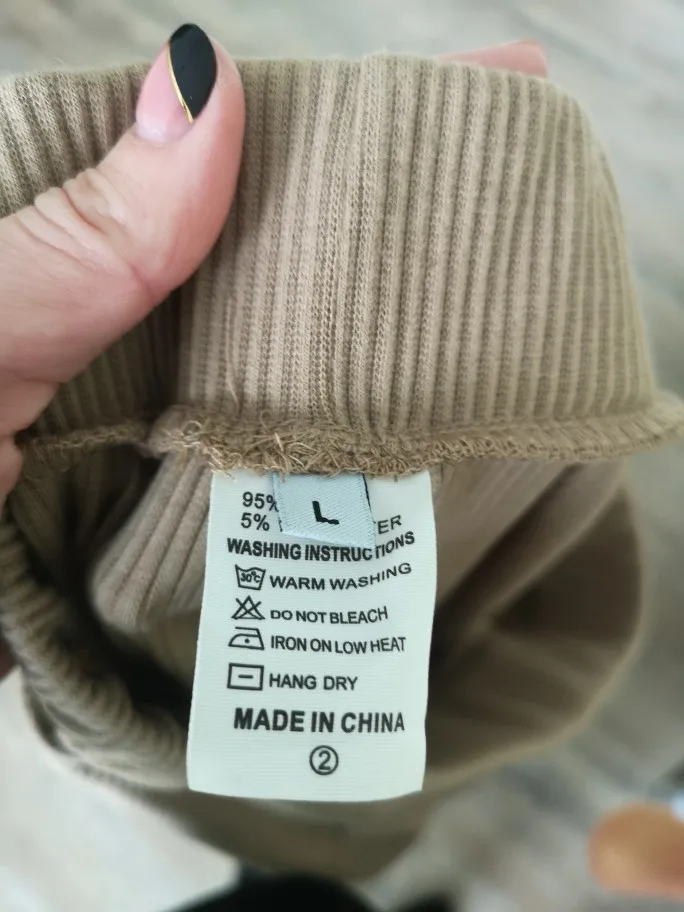 95%
L
5% ER
WASHING INSTRUCTIONS
30°C WARM WASHING
DO NOT BLEACH
IRON ON LOW HEAT
HANG DRY
MADE IN CHINA
②